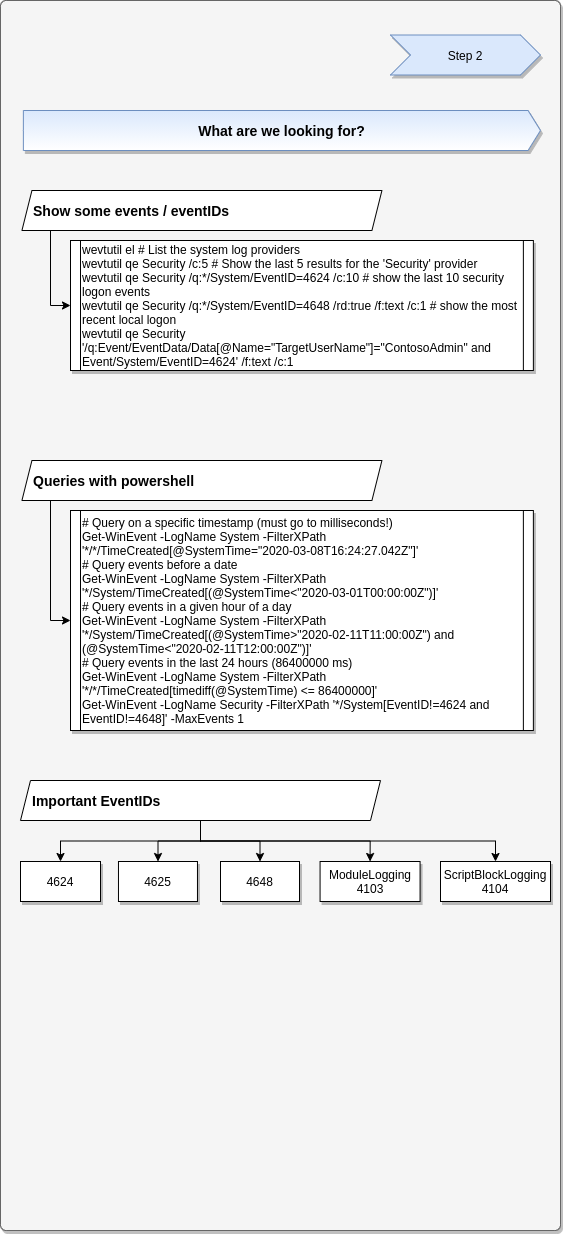 Step 2
What are we looking for?
Show some events / eventIDs
wevtutil el # List the system log providers
wevtutil qe Security /c:5 # Show the last 5 results for the 'Security' provider
wevtutil qe Security /q:*/System/EventID=4624 /c:10 # show the last 10 security
logon events
wevtutil qe Security /q:*/System/EventID=4648 /rd:true /f:text /c:1 # show the most
recent local logon
wevtutil qe Security
'/q:Event/EventData/Data[@Name="TargetUserName"]="ContosoAdmin" and
Event/System/EventID=4624' /f:text /c:1
Queries with powershell
# Query on a specific timestamp (must go to milliseconds!)
Get-WinEvent -LogName System -FilterXPath
'*/*/TimeCreated[@SystemTime="2020-03-08T16:24:27.042Z"]'
# Query events before a date
Get-WinEvent -LogName System -FilterXPath
'*/System/TimeCreated[(@SystemTime<"2020-03-01T00:00:00Z")]'
# Query events in a given hour of a day
Get-WinEvent -LogName System -FilterXPath
'*/System/TimeCreated[(@SystemTime>"2020-02-11T11:00:00Z") and
(@SystemTime<"2020-02-11T12:00:00Z")]'
# Query events in the last 24 hours (86400000 ms)
Get-WinEvent -LogName System -FilterXPath
'*/*/TimeCreated[timediff(@SystemTime) <= 86400000]'
Get-WinEvent -LogName Security -FilterXPath '*/System[EventID!=4624 and
EventID!=4648]' -MaxEvents 1
Important EventIDs
4624
4625
4648
ModuleLogging
4103
ScriptBlockLogging
4104